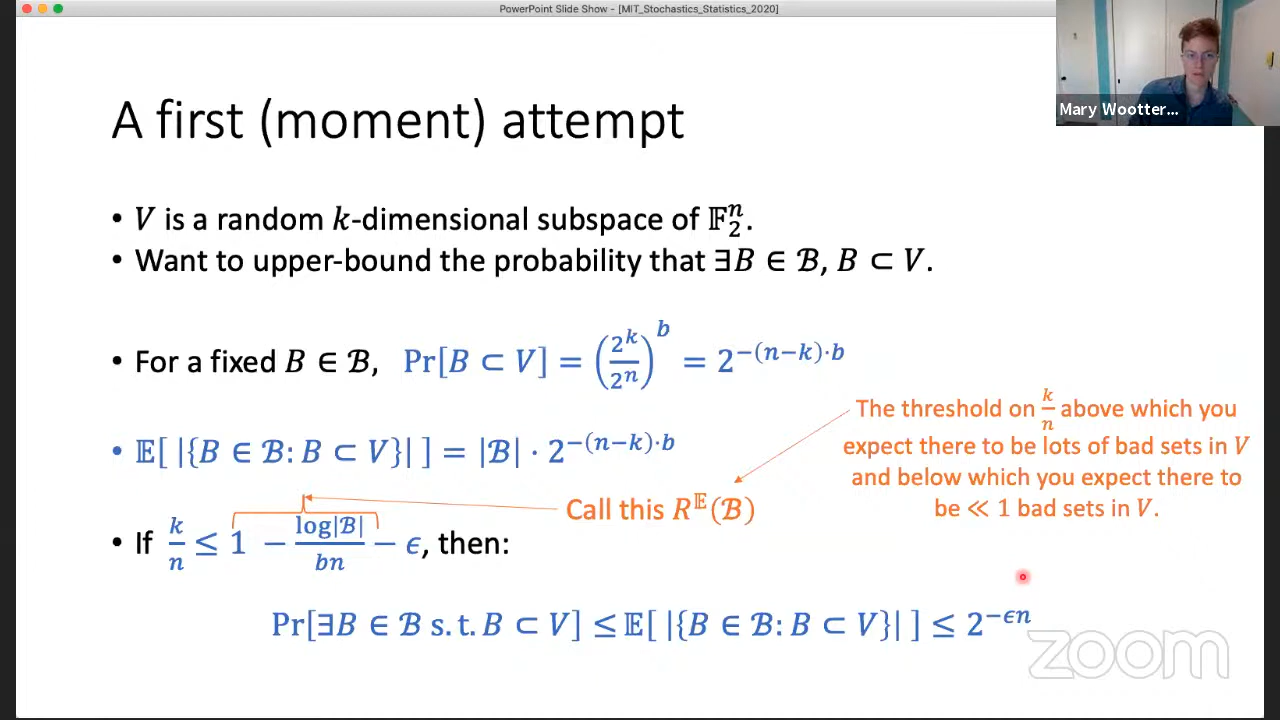 PowerPoint Slide Show - [MIT_Stochastics_Statistics_2020]
Mary Wootter...
A first (moment) attempt
• V is a random k-dimensional subspace of 𝔽₂ⁿ.
• Want to upper-bound the probability that ∃B ∈ ℬ, B ⊂ V.
• For a fixed B ∈ ℬ, Pr[B ⊂ V] = (2^k/2^n)^b = 2^{-(n-k)·b}
• 𝔼[ |{B ∈ ℬ: B ⊂ V}| ] = |ℬ| · 2^{-(n-k)·b}
The threshold on k/n above which you
expect there to be lots of bad sets in V
and below which you expect there to
be ≪ 1 bad sets in V.
Call this R^𝔼(ℬ)
• If k/n ≤ 1 − log|ℬ|/bn − ϵ, then:
Pr[∃B ∈ ℬ s.t. B ⊂ V] ≤ 𝔼[ |{B ∈ ℬ: B ⊂ V}| ] ≤ 2^{-ϵn}
zoom